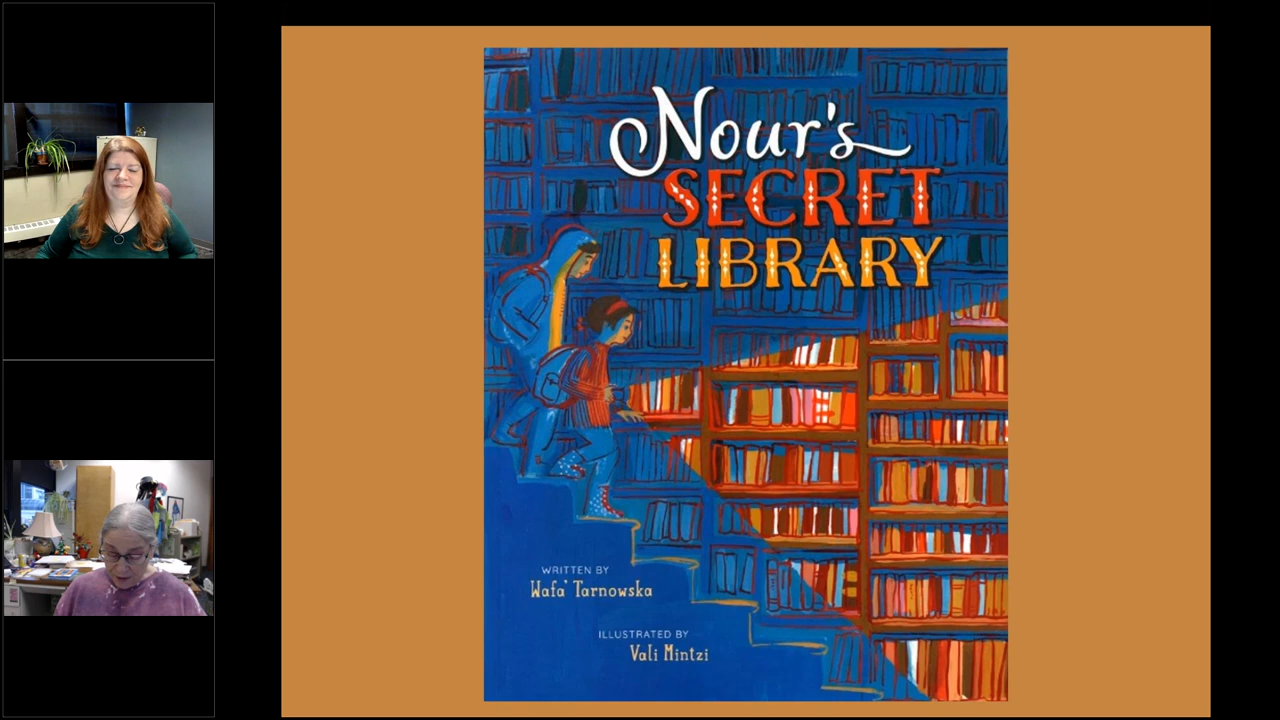 Nour's
SECRET
LIBRARY
WRITTEN BY
Wafa' Tarnowska
ILLUSTRATED BY
Vali Mintzi